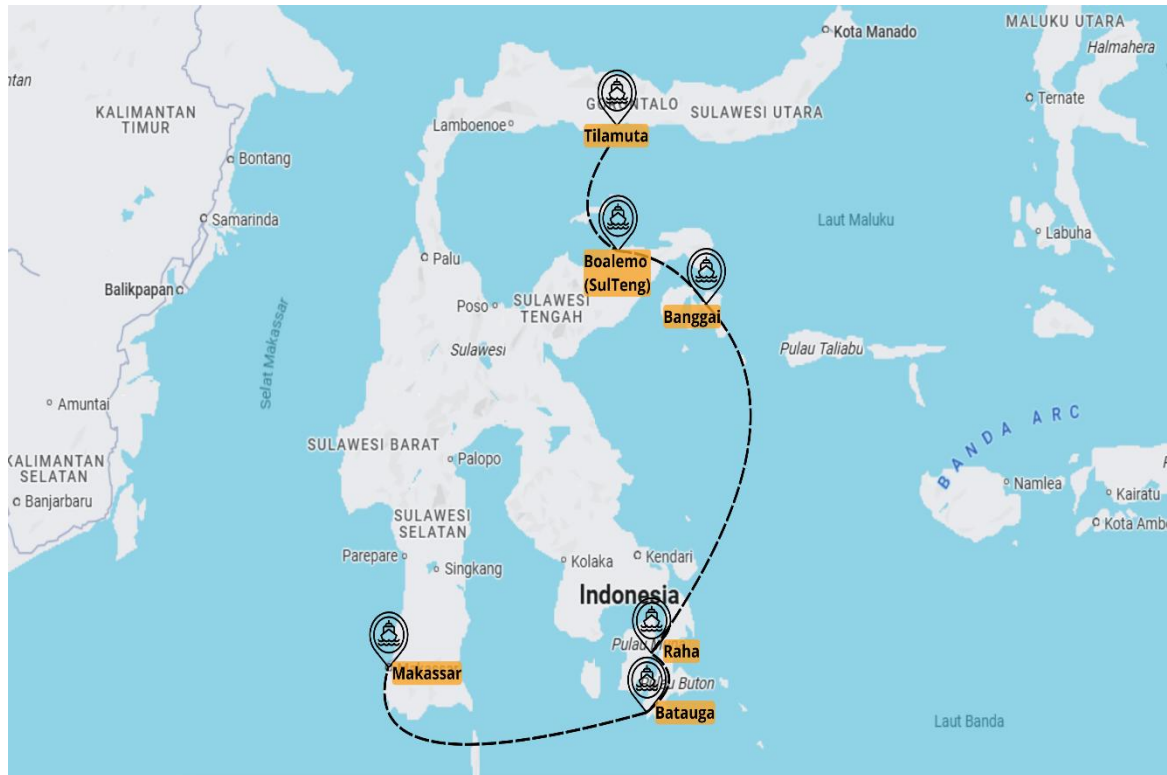 MALUKU UTARA
Kota Manado
Halmahera
ntan
GORONTALO
Ternate
KALIMANTAN
TIMUR
Lamboenoe
SULAWESI UTARA
Tilamuta
Bontang
Samarinda
Laut Maluku
Labuha
Palu
Boalemo
(SulTeng)
Balikpapan
Poso
SULAWESI
TENGAH
Banggai
Selat Makassar
Sulawesi
Pulau Taliabu
Amuntai
BANDA ARC
SULAWESI BARAT
Palopo
KALIMANTAN
SELATAN
Namlea
Banjarbaru
Kairatu
SULAWESI
SELATAN
Kota Ambo
Parepare
Singkang
Kolaka
Kendari
Indonesia
Pulau
Raha
Makassar
Buton
Batauga
Laut Banda